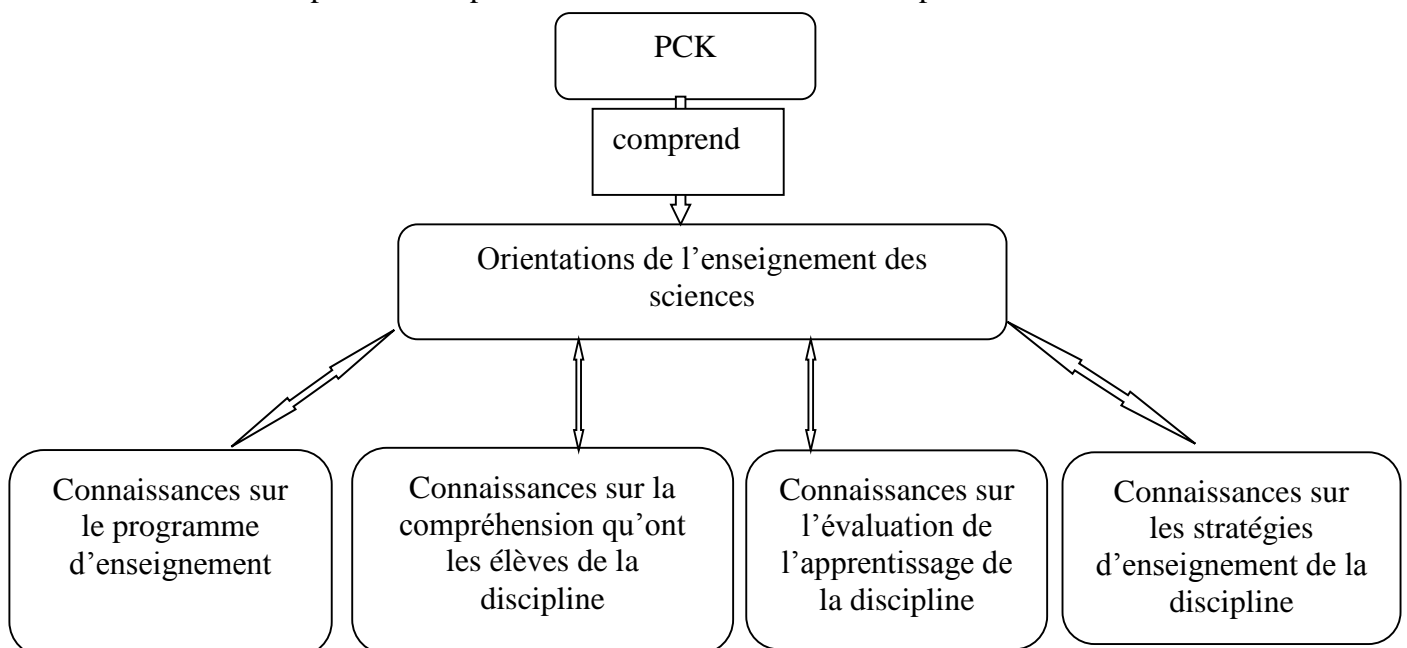 PCK
comprend
Orientations de l’enseignement des
sciences
Connaissances sur
le programme
d’enseignement
Connaissances sur la
compréhension qu’ont
les élèves de la
discipline
Connaissances sur
l’évaluation de
l’apprentissage de
la discipline
Connaissances sur
les stratégies
d’enseignement de la
discipline